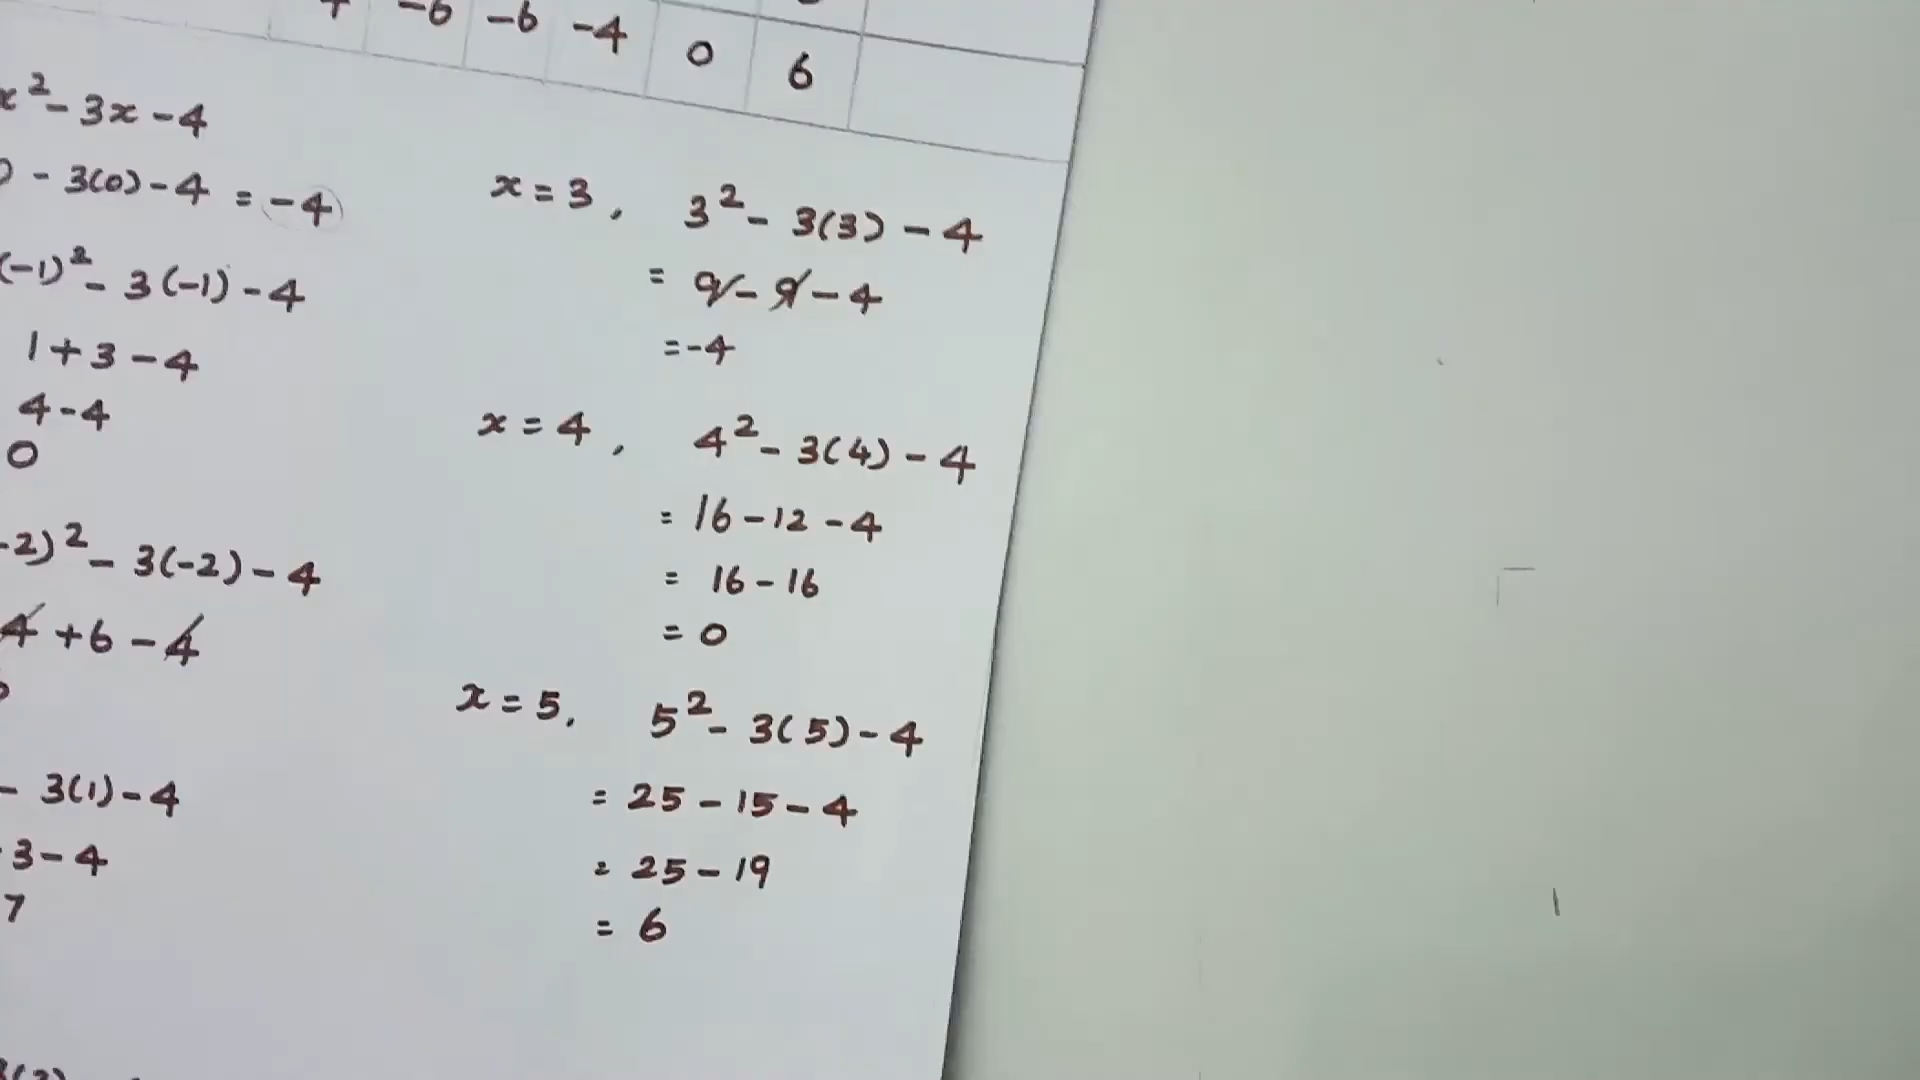 -6 -6 -4 0 6
x² - 3x - 4
- 3(0) - 4 = -4
(-1)² - 3(-1) - 4
1 + 3 - 4
4 - 4
0
-2)² - 3(-2) - 4
4 + 6 - 4
- 3(1) - 4
3 - 4
7
x = 3, 3² - 3(3) - 4
= 9 - 9 - 4
= -4
x = 4, 4² - 3(4) - 4
= 16 - 12 - 4
= 16 - 16
= 0
x = 5, 5² - 3(5) - 4
= 25 - 15 - 4
= 25 - 19
= 6